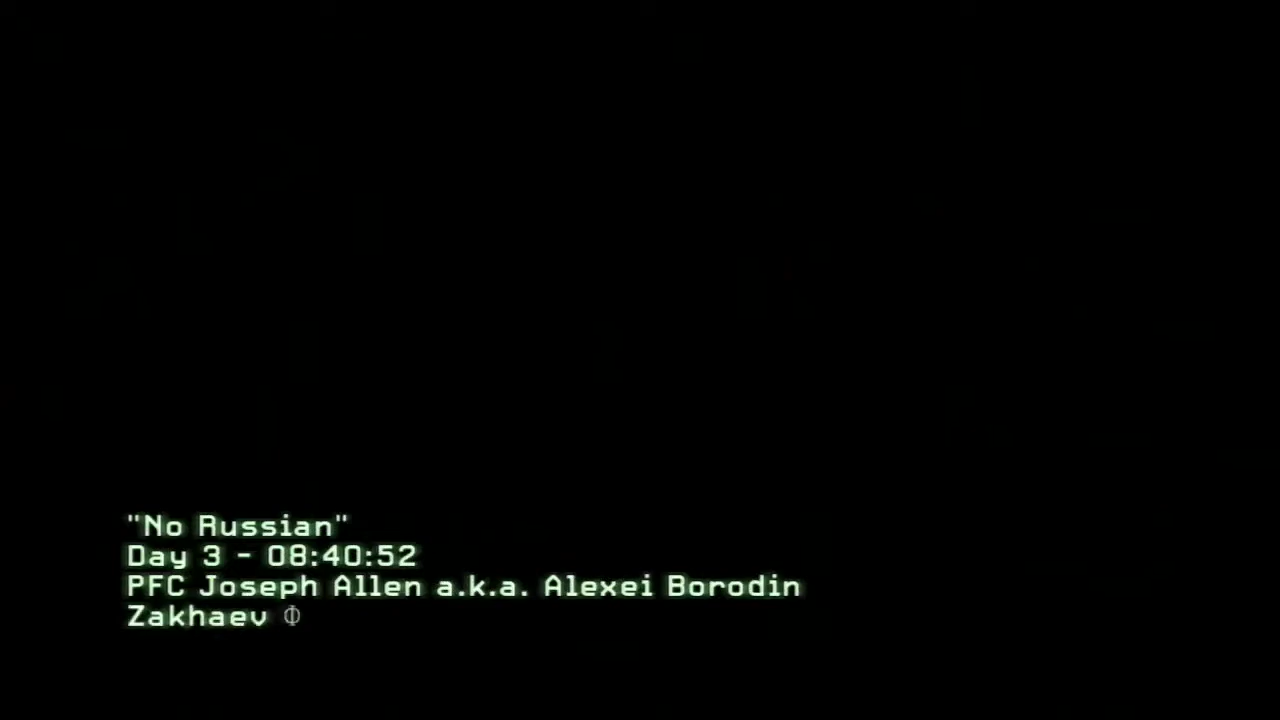 "No Russian"
Day 3 - 08:40:52
PFC Joseph Allen a.k.a. Alexei Borodin
Zakhaev Φ